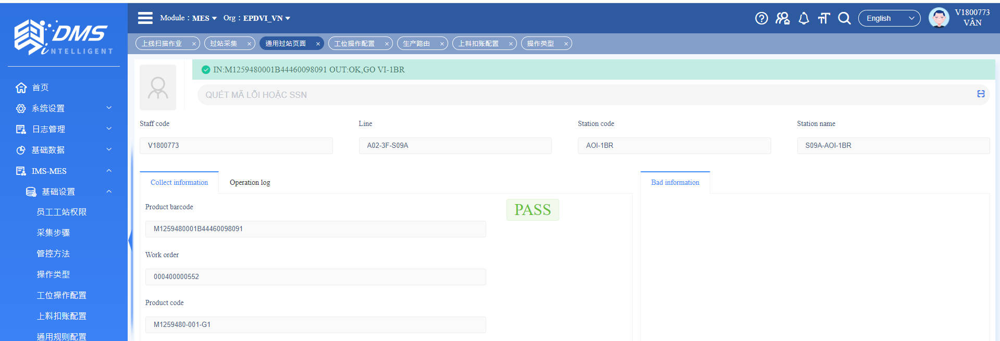 DMS
iNTELLIGENT
首页
系统设置
日志管理
基础数据
IMS-MES
基础设置
员工工站权限
采集步骤
管控方法
操作类型
工位操作配置
上料扣账配置
通用规则配置
Module : MES Org : EPDVI_VN
English
V1800773
VÂN
上线扫描作业 × 过站采集 × 通用过站页面 × 工位操作配置 × 生产路由 × 上料扣账配置 × 操作类型 ×
IN:M1259480001B44460098091 OUT:OK,GO VI-1BR
QUÉT MÃ LỖI HOẶC SSN
Staff code Line Station code Station name
V1800773 A02-3F-S09A AOI-1BR S09A-AOI-1BR
Collect information Operation log Bad information
Product barcode
PASS
M1259480001B44460098091
Work order
000400000552
Product code
M1259480-001-G1